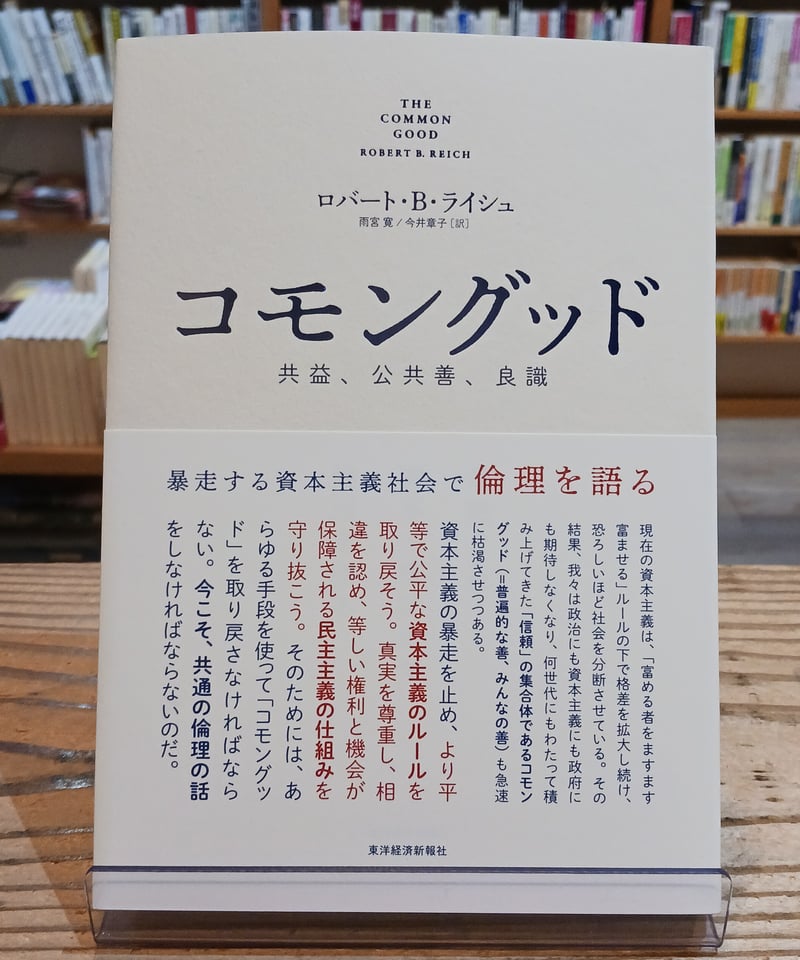 THE
COMMON
GOOD
ROBERT B. REICH
ロバート・B・ライシュ
雨宮 寛／今井章子［訳］
コモングッド
共益、公共善、良識
暴走する資本主義社会で 倫理を語る
現在の資本主義は、「富める者をますます
富ませる」ルールの下で格差を拡大し続け、
恐ろしいほど社会を分断させている。その
結果、我々は政治にも資本主義にも政府に
も期待しなくなり、何世代にもわたって積
み上げてきた「信頼」の集合体であるコモン
グッド（＝普遍的な善、みんなの善）も急速
に枯渇させつつある。
資本主義の暴走を止め、より平
等で公平な資本主義のルールを
取り戻そう。真実を尊重し、相
違を認め、等しい権利と機会が
保障される民主主義の仕組みを
守り抜こう。そのためには、あ
らゆる手段を使って「コモングッ
ド」を取り戻さなければなら
ない。今こそ、共通の倫理の話
をしなければならないのだ。
東洋経済新報社